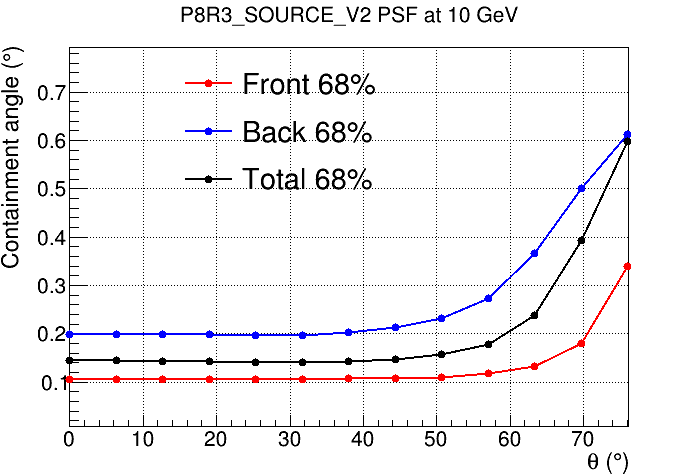 P8R3_SOURCE_V2 PSF at 10 GeV
Containment angle (°)
Front 68%
Back 68%
Total 68%
0.7
0.6
0.5
0.4
0.3
0.2
0.1
0 10 20 30 40 50 60 70
θ (°)